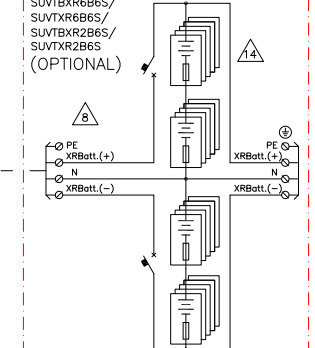 SUVTBXR6B6S/
SUVTXR6B6S/
SUVTBXR2B6S/
SUVTXR2B6S
(OPTIONAL)
14
8
PE
PE
XRBatt.(+)
XRBatt.(+)
N
N
XRBatt.(-)
XRBatt.(-)